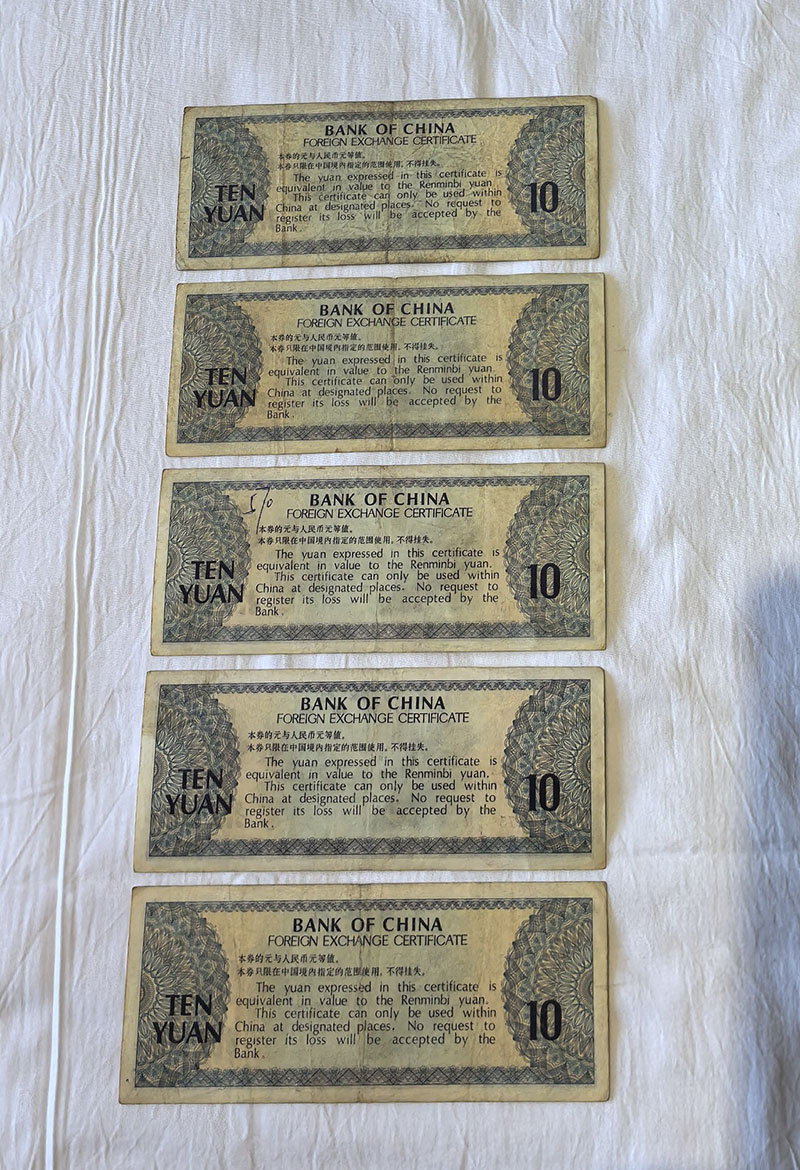 BANK OF CHINA
FOREIGN EXCHANGE CERTIFICATE
本券的元与人民币元等值。
本券只限在中国境内指定的范围使用，不得挂失。
The yuan expressed in this certificate is
equivalent in value to the Renminbi yuan.
This certificate can only be used within
China at designated places. No request to
register its loss will be accepted by the
Bank.
TEN
YUAN
10
BANK OF CHINA
FOREIGN EXCHANGE CERTIFICATE
本券的元与人民币元等值。
本券只限在中国境内指定的范围使用，不得挂失。
The yuan expressed in this certificate is
equivalent in value to the Renminbi yuan.
This certificate can only be used within
China at designated places. No request to
register its loss will be accepted by the
Bank.
TEN
YUAN
10
BANK OF CHINA
FOREIGN EXCHANGE CERTIFICATE
本券的元与人民币元等值。
本券只限在中国境内指定的范围使用，不得挂失。
The yuan expressed in this certificate is
equivalent in value to the Renminbi yuan.
This certificate can only be used within
China at designated places. No request to
register its loss will be accepted by the
Bank.
TEN
YUAN
10
BANK OF CHINA
FOREIGN EXCHANGE CERTIFICATE
本券的元与人民币元等值。
本券只限在中国境内指定的范围使用，不得挂失。
The yuan expressed in this certificate is
equivalent in value to the Renminbi yuan.
This certificate can only be used within
China at designated places. No request to
register its loss will be accepted by the
Bank.
TEN
YUAN
10
BANK OF CHINA
FOREIGN EXCHANGE CERTIFICATE
本券的元与人民币元等值。
本券只限在中国境内指定的范围使用，不得挂失。
The yuan expressed in this certificate is
equivalent in value to the Renminbi yuan.
This certificate can only be used within
China at designated places. No request to
register its loss will be accepted by the
Bank.
TEN
YUAN
10